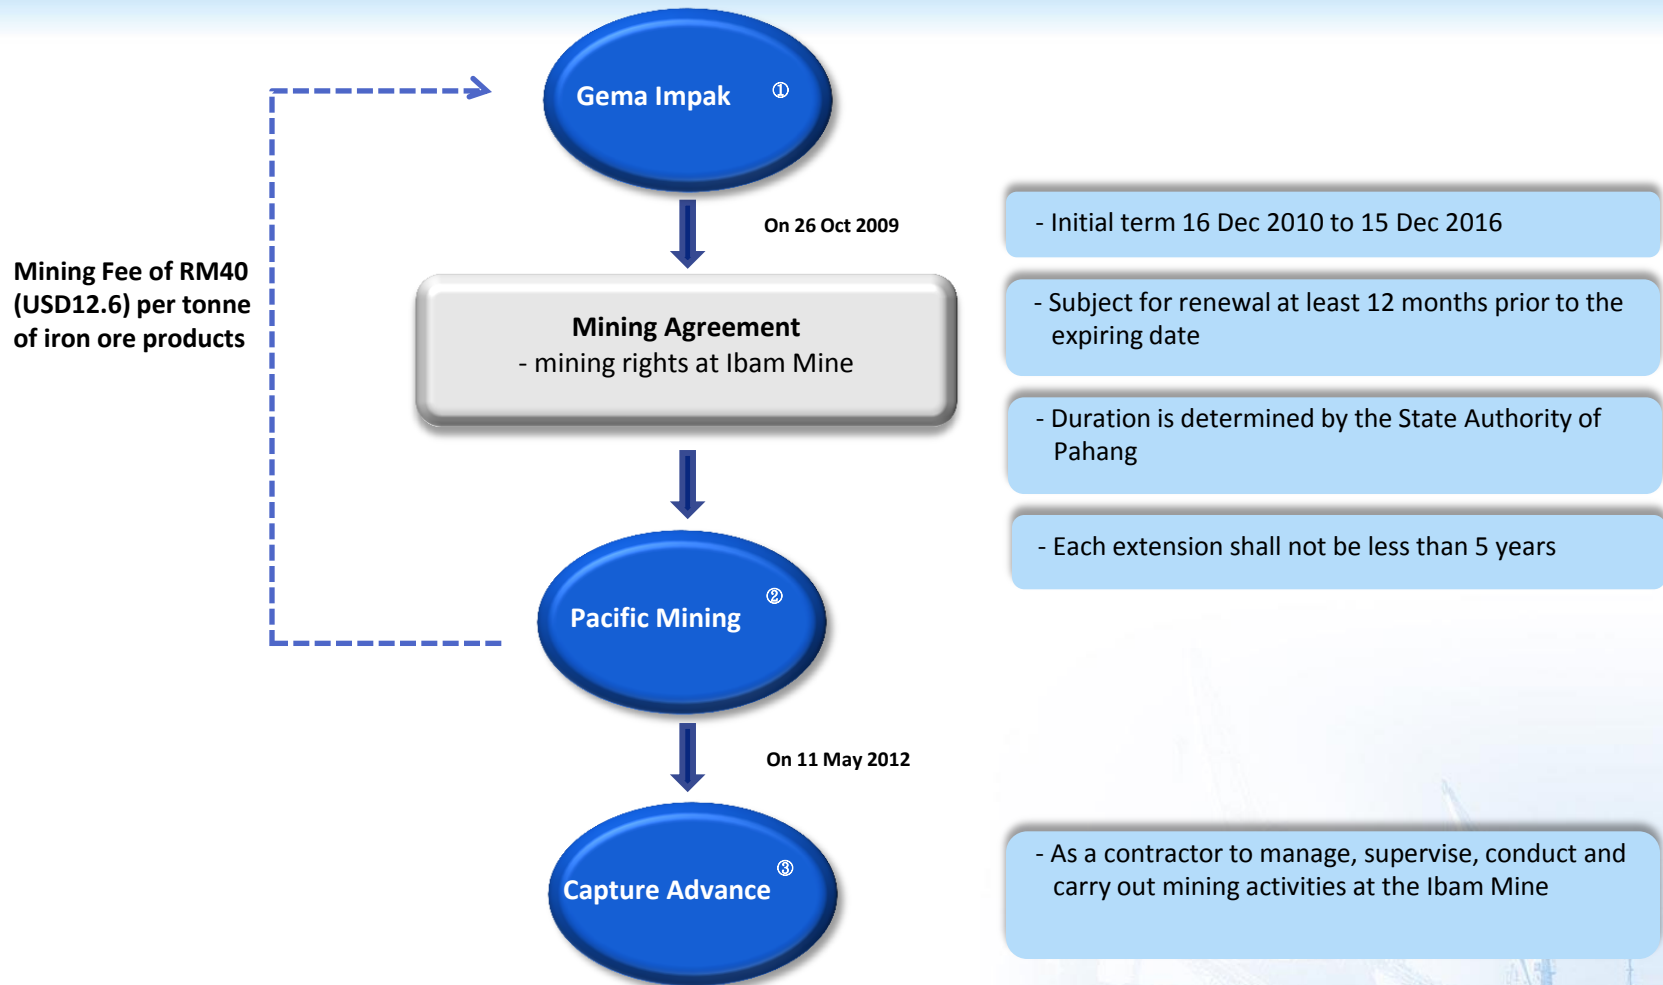 Gema Impak ①
On 26 Oct 2009
Mining Fee of RM40
(USD12.6) per tonne
of iron ore products
Mining Agreement
- mining rights at Ibam Mine
- Initial term 16 Dec 2010 to 15 Dec 2016
- Subject for renewal at least 12 months prior to the
expiring date
- Duration is determined by the State Authority of
Pahang
- Each extension shall not be less than 5 years
Pacific Mining ②
On 11 May 2012
Capture Advance ③
- As a contractor to manage, supervise, conduct and
carry out mining activities at the Ibam Mine